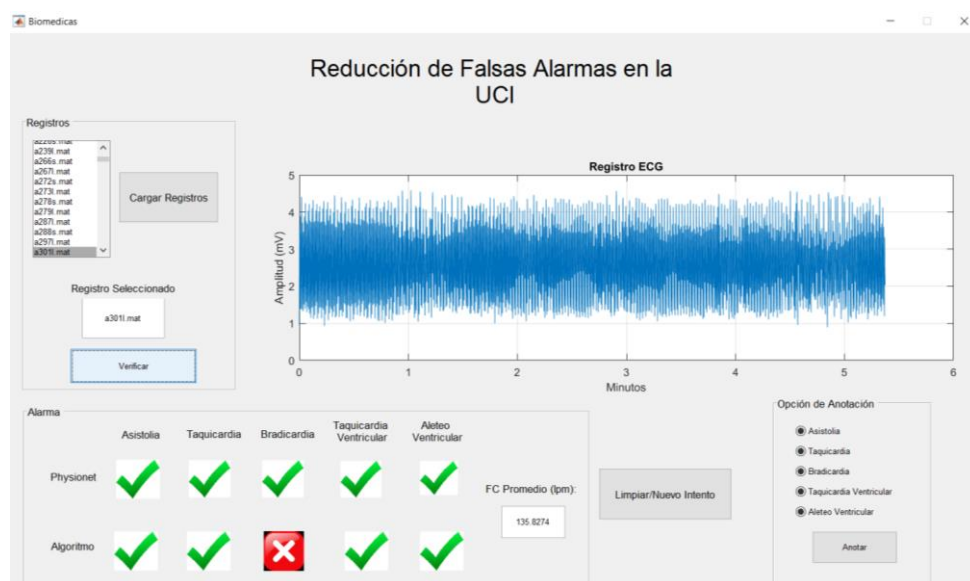 Biomedicas
Reducción de Falsas Alarmas en la
UCI
Registros
a226s.mat
a239l.mat
a266s.mat
a267l.mat
a272s.mat
a273l.mat
a278s.mat
a279l.mat
a287l.mat
a288s.mat
a297l.mat
a301l.mat
Cargar Registros
Registro Seleccionado
a301l.mat
Verificar
Registro ECG
Amplitud (mV)
5
4
3
2
1
0
0 1 2 3 4 5 6
Minutos
Alarma
Asistolia Taquicardia Bradicardia Taquicardia Ventricular Aleteo Ventricular
Physionet
Algoritmo
FC Promedio (lpm):
135.8274
Limpiar/Nuevo Intento
Opción de Anotación
Asistolia
Taquicardia
Bradicardia
Taquicardia Ventricular
Aleteo Ventricular
Anotar